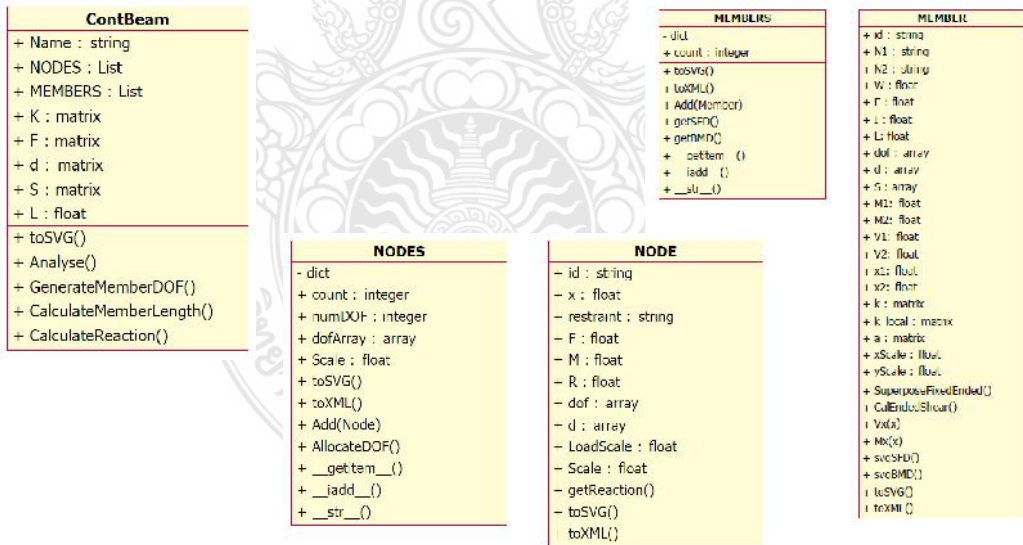 ContBeam
+ Name : string
+ NODES : List
+ MEMBERS : List
+ K : matrix
+ F : matrix
+ d : matrix
+ S : matrix
+ L : float
+ toSVG()
+ Analyse()
+ GenerateMemberDOF()
+ CalculateMemberLength()
+ CalculateReaction()
NODES
- dict
+ count : integer
+ numDOF : integer
+ dofArray : array
+ Scale : float
+ toSVG()
+ toXML()
+ Add(Node)
+ AllocateDOF()
+ __getitem__()
+ __iadd__()
+ __str__()
NODE
+ id : string
+ x : float
+ restraint : string
+ F : float
+ M : float
+ R : float
+ dof : array
+ d : array
+ LoadScale : float
+ Scale : float
+ getReaction()
+ toSVG()
toXML()
MEMBERS
- dict
+ count : integer
+ toSVG()
+ toXML()
+ Add(Member)
+ getSFD()
+ getBMD()
+ __getitem__()
+ __iadd__()
+ __str__()
MEMBER
+ id : string
+ N1 : string
+ N2 : string
+ W : float
+ E : float
+ I : float
+ L: float
+ dof : array
+ d : array
+ S : array
+ M1: float
+ M2: float
+ V1: float
+ V2: float
+ x1: float
+ x2: float
+ k : matrix
+ k_local : matrix
+ a : matrix
+ xScale : float
+ yScale : float
+ SuperposeFixedEnded()
+ CalEndedShear()
+ Vx(x)
+ Mx(x)
+ svgSFD()
+ svgBMD()
+ toSVG()
+ toXML()